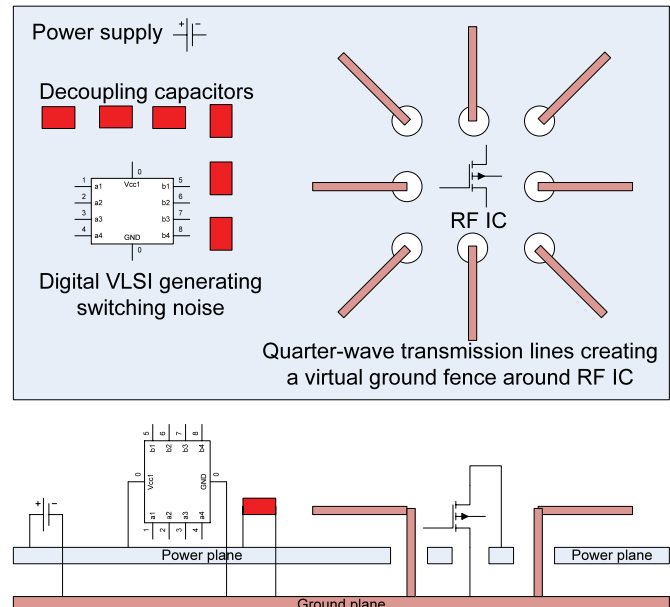 Power supply + -
Decoupling capacitors
0
1 a1 Vcc1 b1 5
2 a2 b2 6
3 a3 b3 7
4 a4 GND b4 8
0
RF IC
Digital VLSI generating
switching noise
Quarter-wave transmission lines creating
a virtual ground fence around RF IC
5 6 7 8
b1 b2 b3 b4
+ - 0 Vcc1 GND 0
a1 a2 a3 a4
1 2 3 4
Power plane Power plane
Ground plane